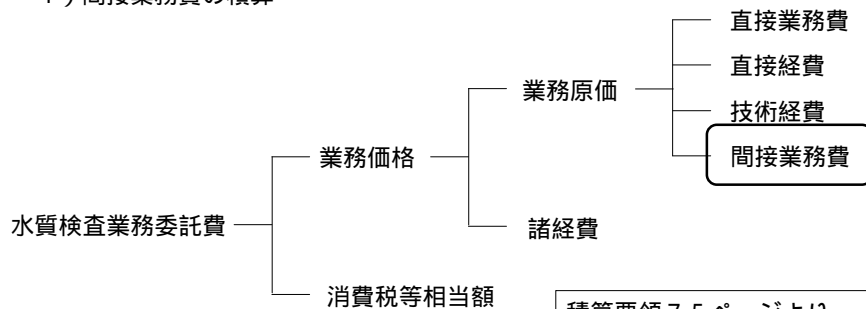 直接業務費
直接経費
業務原価
技術経費
業務価格
間接業務費
水質検査業務委託費
諸経費
消費税等相当額